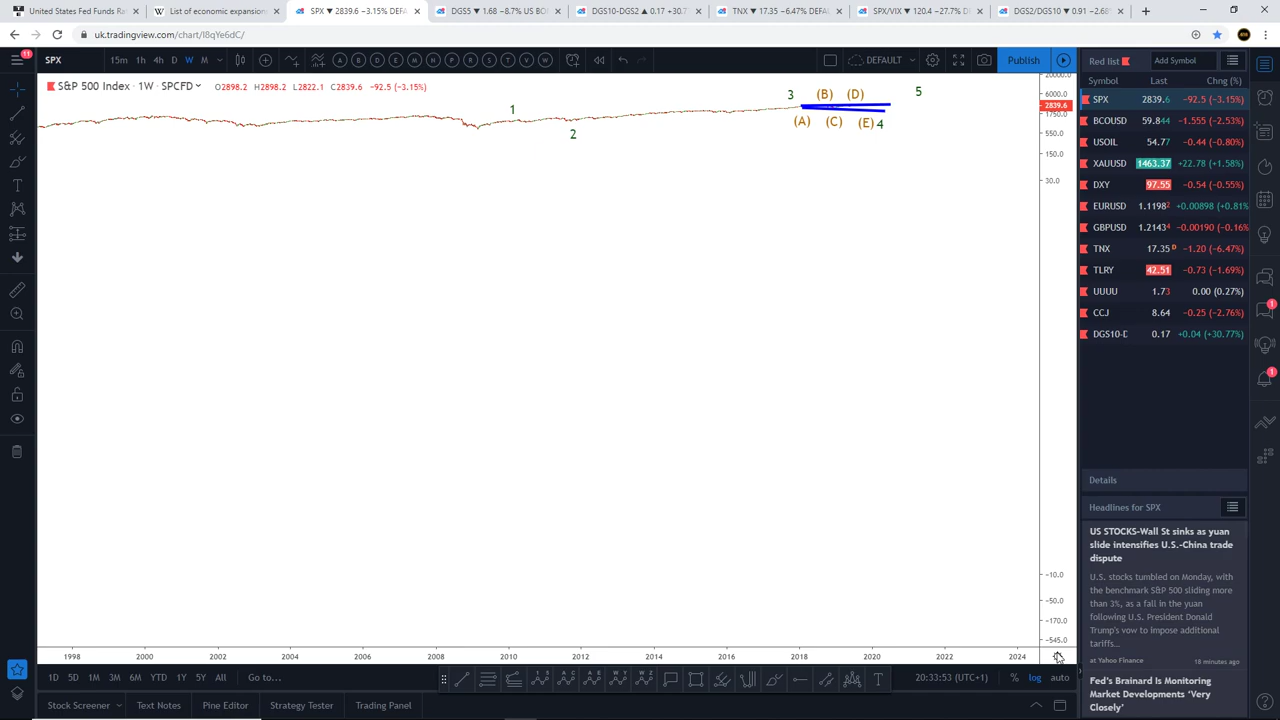 United States Fed Funds Ra
List of economic expansion
SPX ▼ 2839.6 −3.15% DEFA
DGS5 ▼ 1.68 −8.7% US BO
DGS10-DGS2 ▲ 0.17 +30.7
TNX ▼ 17.35 −6.47% DEFAU
SPX/VIX ▼ 120.4 −27.7% DE
DGS2/DGS10 ▼ 0.91 −2.68
uk.tradingview.com/chart/I8qYe6dC/
11
SPX
15m 1h 4h D W M
DEFAULT
Publish
S&P 500 Index · 1W · SPCFD
O2898.2 H2898.2 L2822.1 C2839.6 −92.5 (−3.15%)
1
2
3
(B)
(D)
5
(A)
(C)
(E)
4
20000.0
6000.0
2839.6
1750.0
550.0
150.0
30.0
−10.0
−50.0
−170.0
−545.0
1998 2000 2002 2004 2006 2008 2010 2012 2014 2016 2018 2020 2022 2024
1D 5D 1M 3M 6M YTD 1Y 5Y All Go to...
20:33:53 (UTC+1) % log auto
Stock Screener Text Notes Pine Editor Strategy Tester Trading Panel
Red list
Add Symbol
Symbol Last Chng (%)
SPX 2839.6 −92.5 (−3.15%)
BCOUSD 59.844 −1.555 (−2.53%)
USOIL 54.77 −0.44 (−0.80%)
XAUUSD 1463.37 +22.78 (+1.58%)
DXY 97.55 −0.54 (−0.55%)
EURUSD 1.11982 +0.00898 (+0.81%
GBPUSD 1.21434 −0.00190 (−0.16%
TNX 17.35 D −1.20 (−6.47%)
TLRY 42.51 −0.73 (−1.69%)
UUUU 1.73 0.00 (0.27%)
CCJ 8.64 −0.25 (−2.76%)
DGS10-D 0.17 +0.04 (+30.77%)
Details
Headlines for SPX
US STOCKS-Wall St sinks as yuan
slide intensifies U.S.-China trade
dispute
U.S. stocks tumbled on Monday, with
the benchmark S&P 500 sliding more
than 3%, as a fall in the yuan
following U.S. President Donald
Trump's vow to impose additional
tariffs...
at Yahoo Finance 18 minutes ago
Fed's Brainard Is Monitoring
Market Developments 'Very
Closely'
1
1